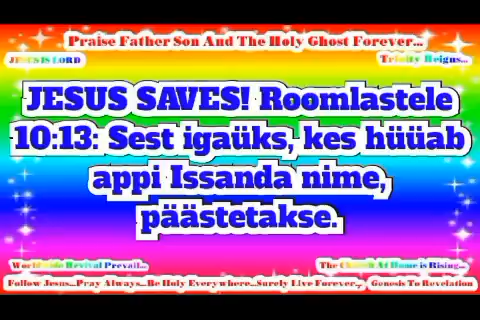 Praise Father Son And The Holy Ghost Forever...
JESUS IS LORD
Trinity Reigns...
JESUS SAVES! Roomlastele
10:13: Sest igaüks, kes hüüab
appi Issanda nime,
päästetakse.
Worldwide Revival Prevail...
The Church At Home is Rising...
Follow Jesus...Pray Always...Be Holy Everywhere...Surely Live Forever... Genesis To Revelation